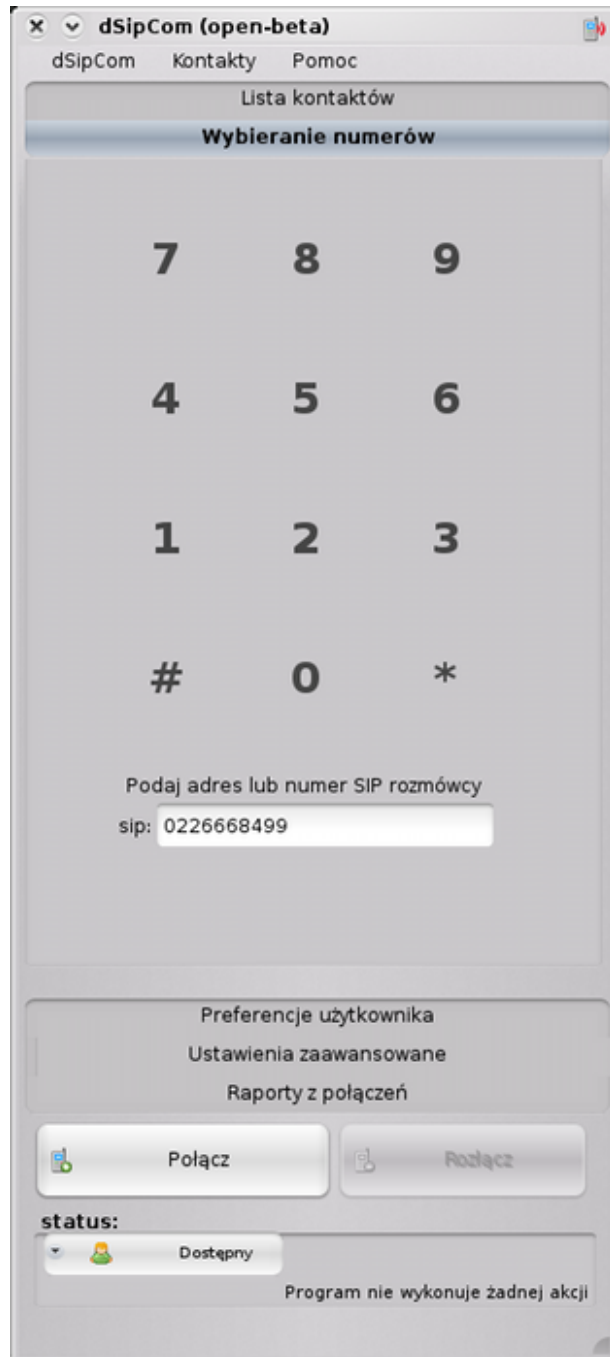 dSipCom (open-beta)
dSipCom Kontakty Pomoc
Lista kontaktów
Wybieranie numerów
7 8 9
4 5 6
1 2 3
# 0 *
Podaj adres lub numer SIP rozmówcy
sip: 0226668499
Preferencje użytkownika
Ustawienia zaawansowane
Raporty z połączeń
Połącz Rozłącz
status:
Dostępny
Program nie wykonuje żadnej akcji